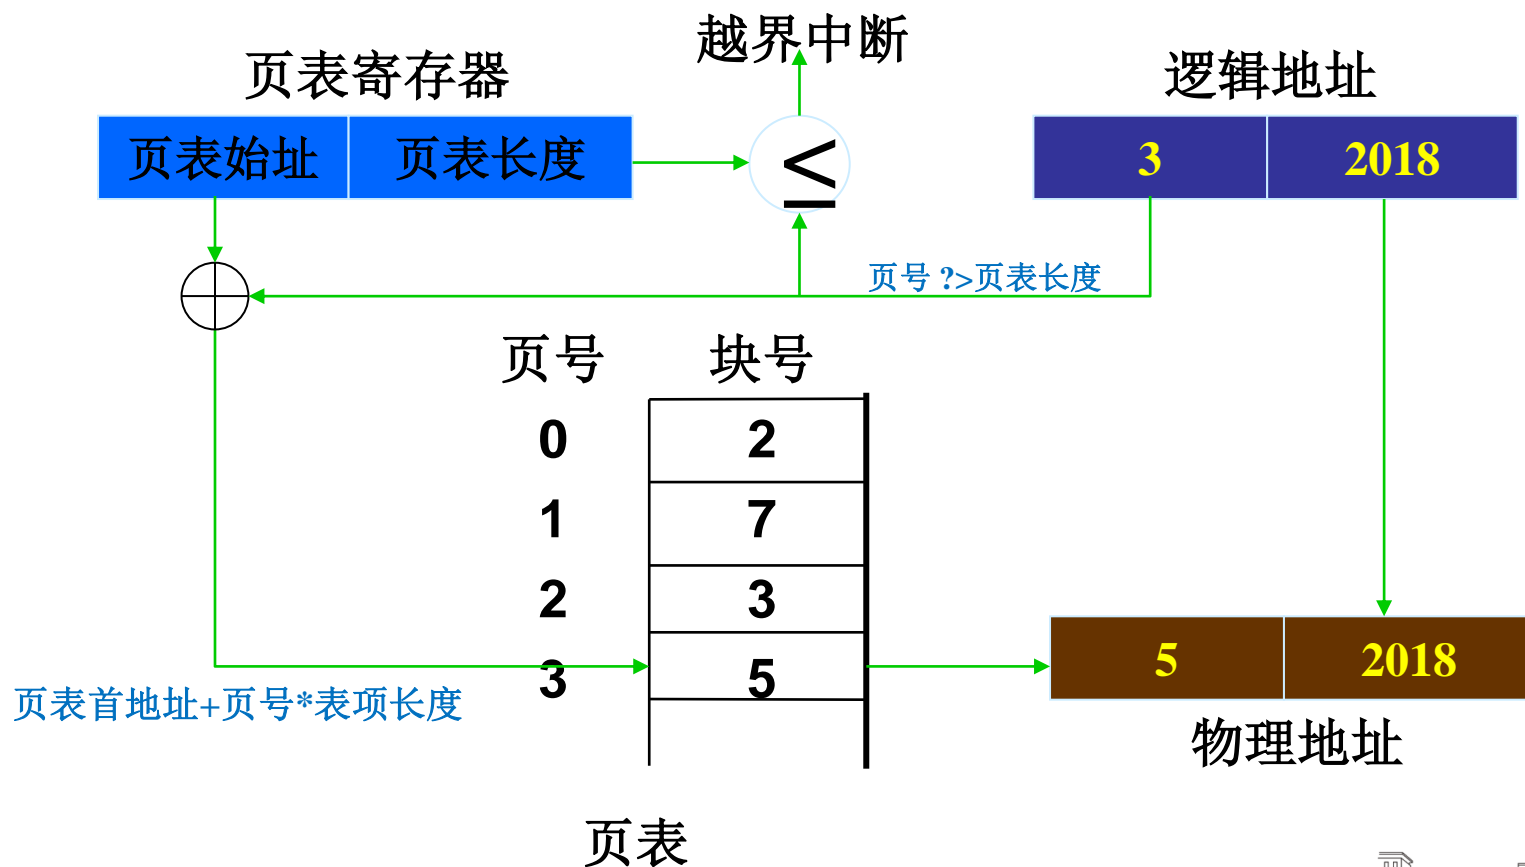 越界中断
页表寄存器
逻辑地址
页表始址 页表长度
≤
3 2018
页号 ?>页表长度
页号 块号
0 2
1 7
2 3
3 5
5 2018
页表首地址+页号*表项长度
物理地址
页表